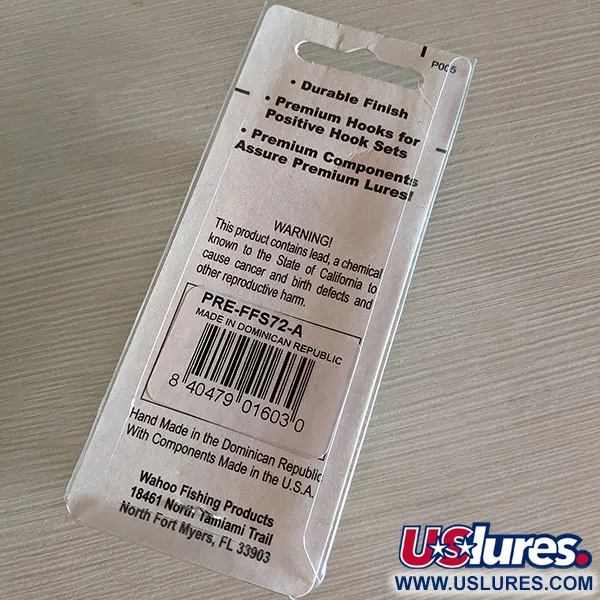 P005
• Durable Finish
• Premium Hooks for
Positive Hook Sets
• Premium Components
Assure Premium Lures!
WARNING!
This product contains lead, a chemical
known to the State of California to
cause cancer and birth defects and
other reproductive harm.
PRE-FFS72-A
MADE IN DOMINICAN REPUBLIC
8 40479 01603 0
Hand Made in the Dominican Republic
With Components Made in the U.S.A.
Wahoo Fishing Products
18461 North Tamiami Trail
North Fort Myers, FL 33903
USlures.
WWW.USLURES.COM